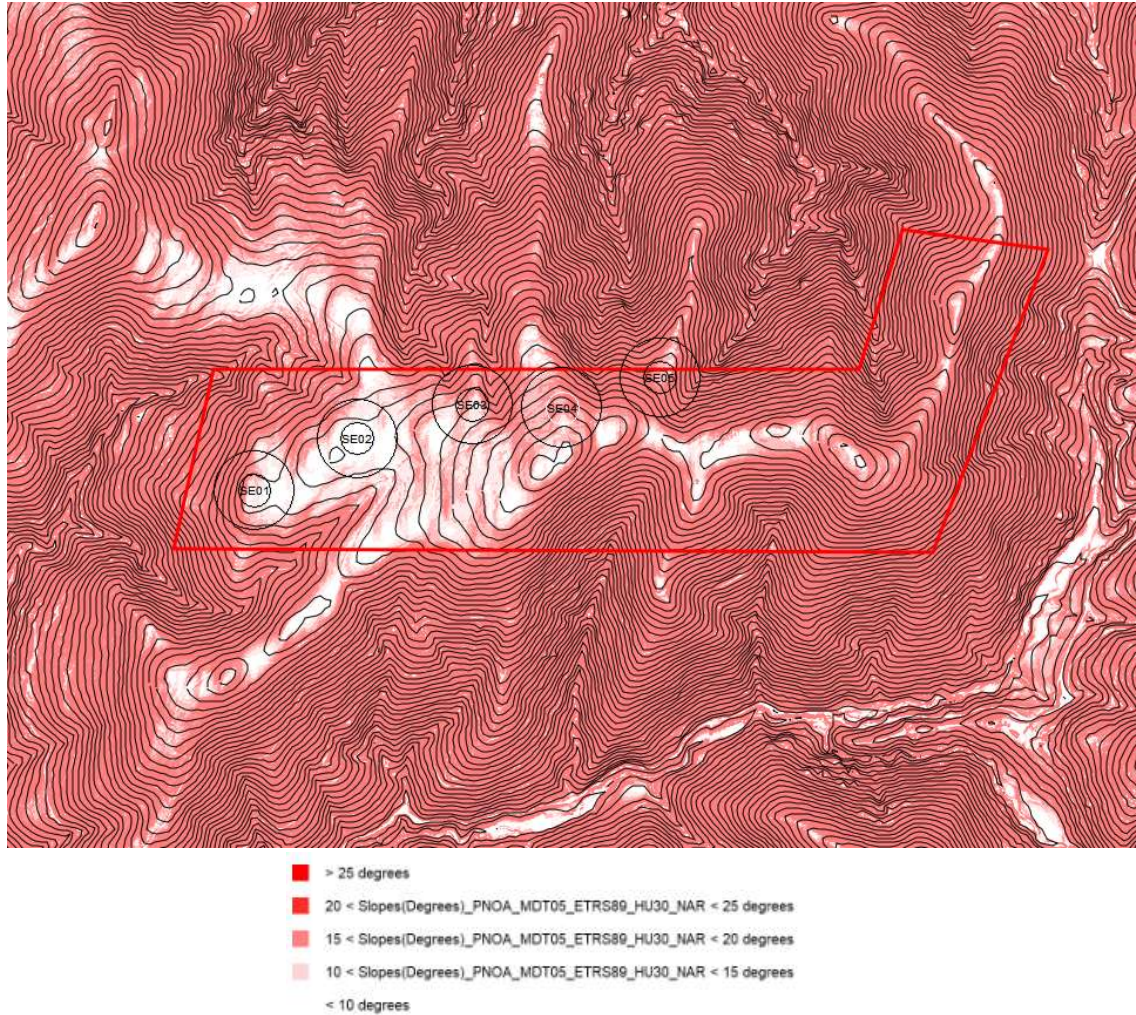 SE05
SE03
SE04
SE02
SE01
> 25 degrees
20 < Slopes(Degrees)_PNOA_MDT05_ETRS89_HU30_NAR < 25 degrees
15 < Slopes(Degrees)_PNOA_MDT05_ETRS89_HU30_NAR < 20 degrees
10 < Slopes(Degrees)_PNOA_MDT05_ETRS89_HU30_NAR < 15 degrees
< 10 degrees